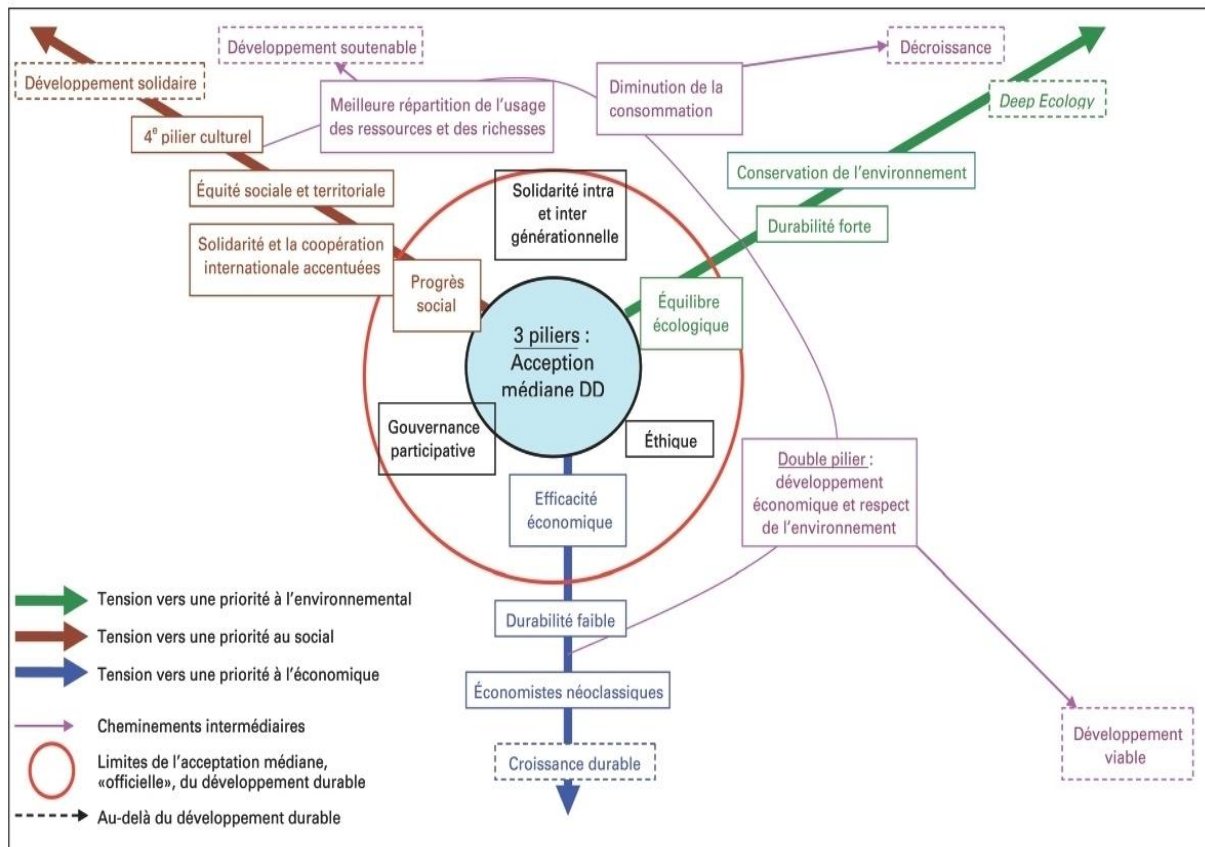 Développement soutenable
Décroissance
Développement solidaire
Meilleure répartition de l'usage
des ressources et des richesses
Diminution de la
consommation
Deep Ecology
4e pilier culturel
Conservation de l'environnement
Équité sociale et territoriale
Solidarité intra
et inter
générationnelle
Durabilité forte
Solidarité et la coopération
internationale accentuées
Progrès
social
Équilibre
écologique
3 piliers :
Acception
médiane DD
Gouvernance
participative
Éthique
Double pilier :
développement
économique et respect
de l'environnement
Efficacité
économique
Durabilité faible
Économistes néoclassiques
Croissance durable
Développement
viable
Tension vers une priorité à l'environnemental
Tension vers une priorité au social
Tension vers une priorité à l'économique
Cheminements intermédiaires
Limites de l'acceptation médiane,
«officielle», du développement durable
Au-delà du développement durable